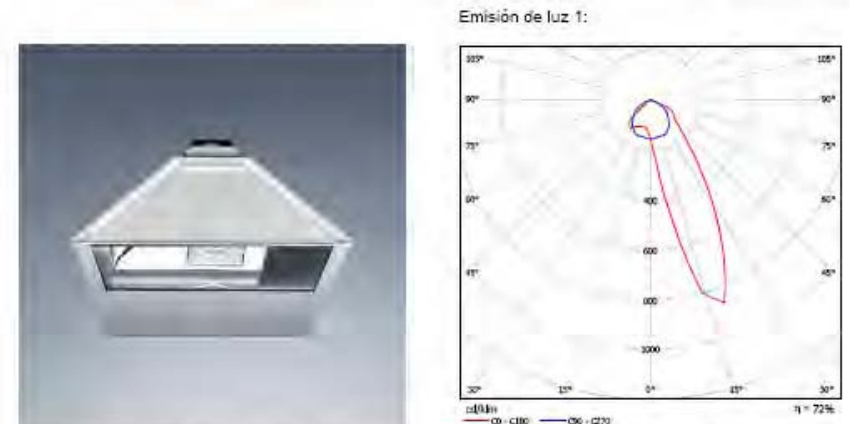 Emisión de luz 1:
105° 105°
90° 90°
75° 75°
60° 60°
400
600
45° 45°
800
1000
30° 15° 0° 15° 30°
cd/klm η = 72%
C0 - C180 C90 - C270